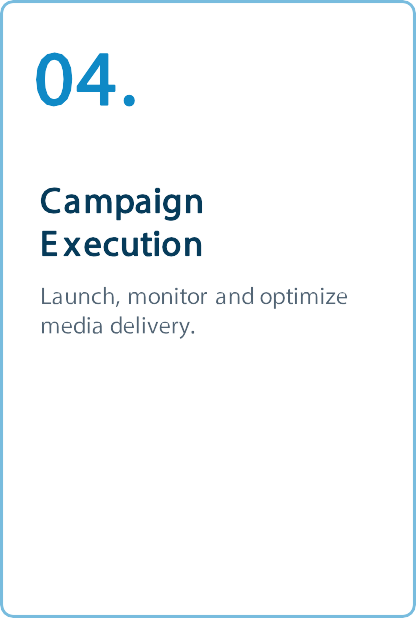 04.
Campaign
Execution
Launch, monitor and optimize
media delivery.